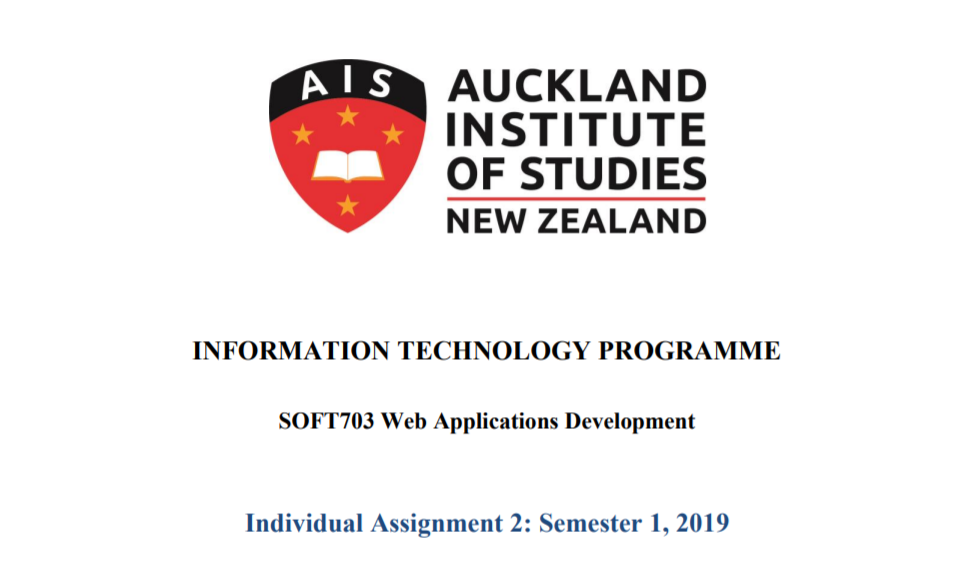 AIS
AUCKLAND
INSTITUTE
OF STUDIES
NEW ZEALAND
INFORMATION TECHNOLOGY PROGRAMME
SOFT703 Web Applications Development
Individual Assignment 2: Semester 1, 2019